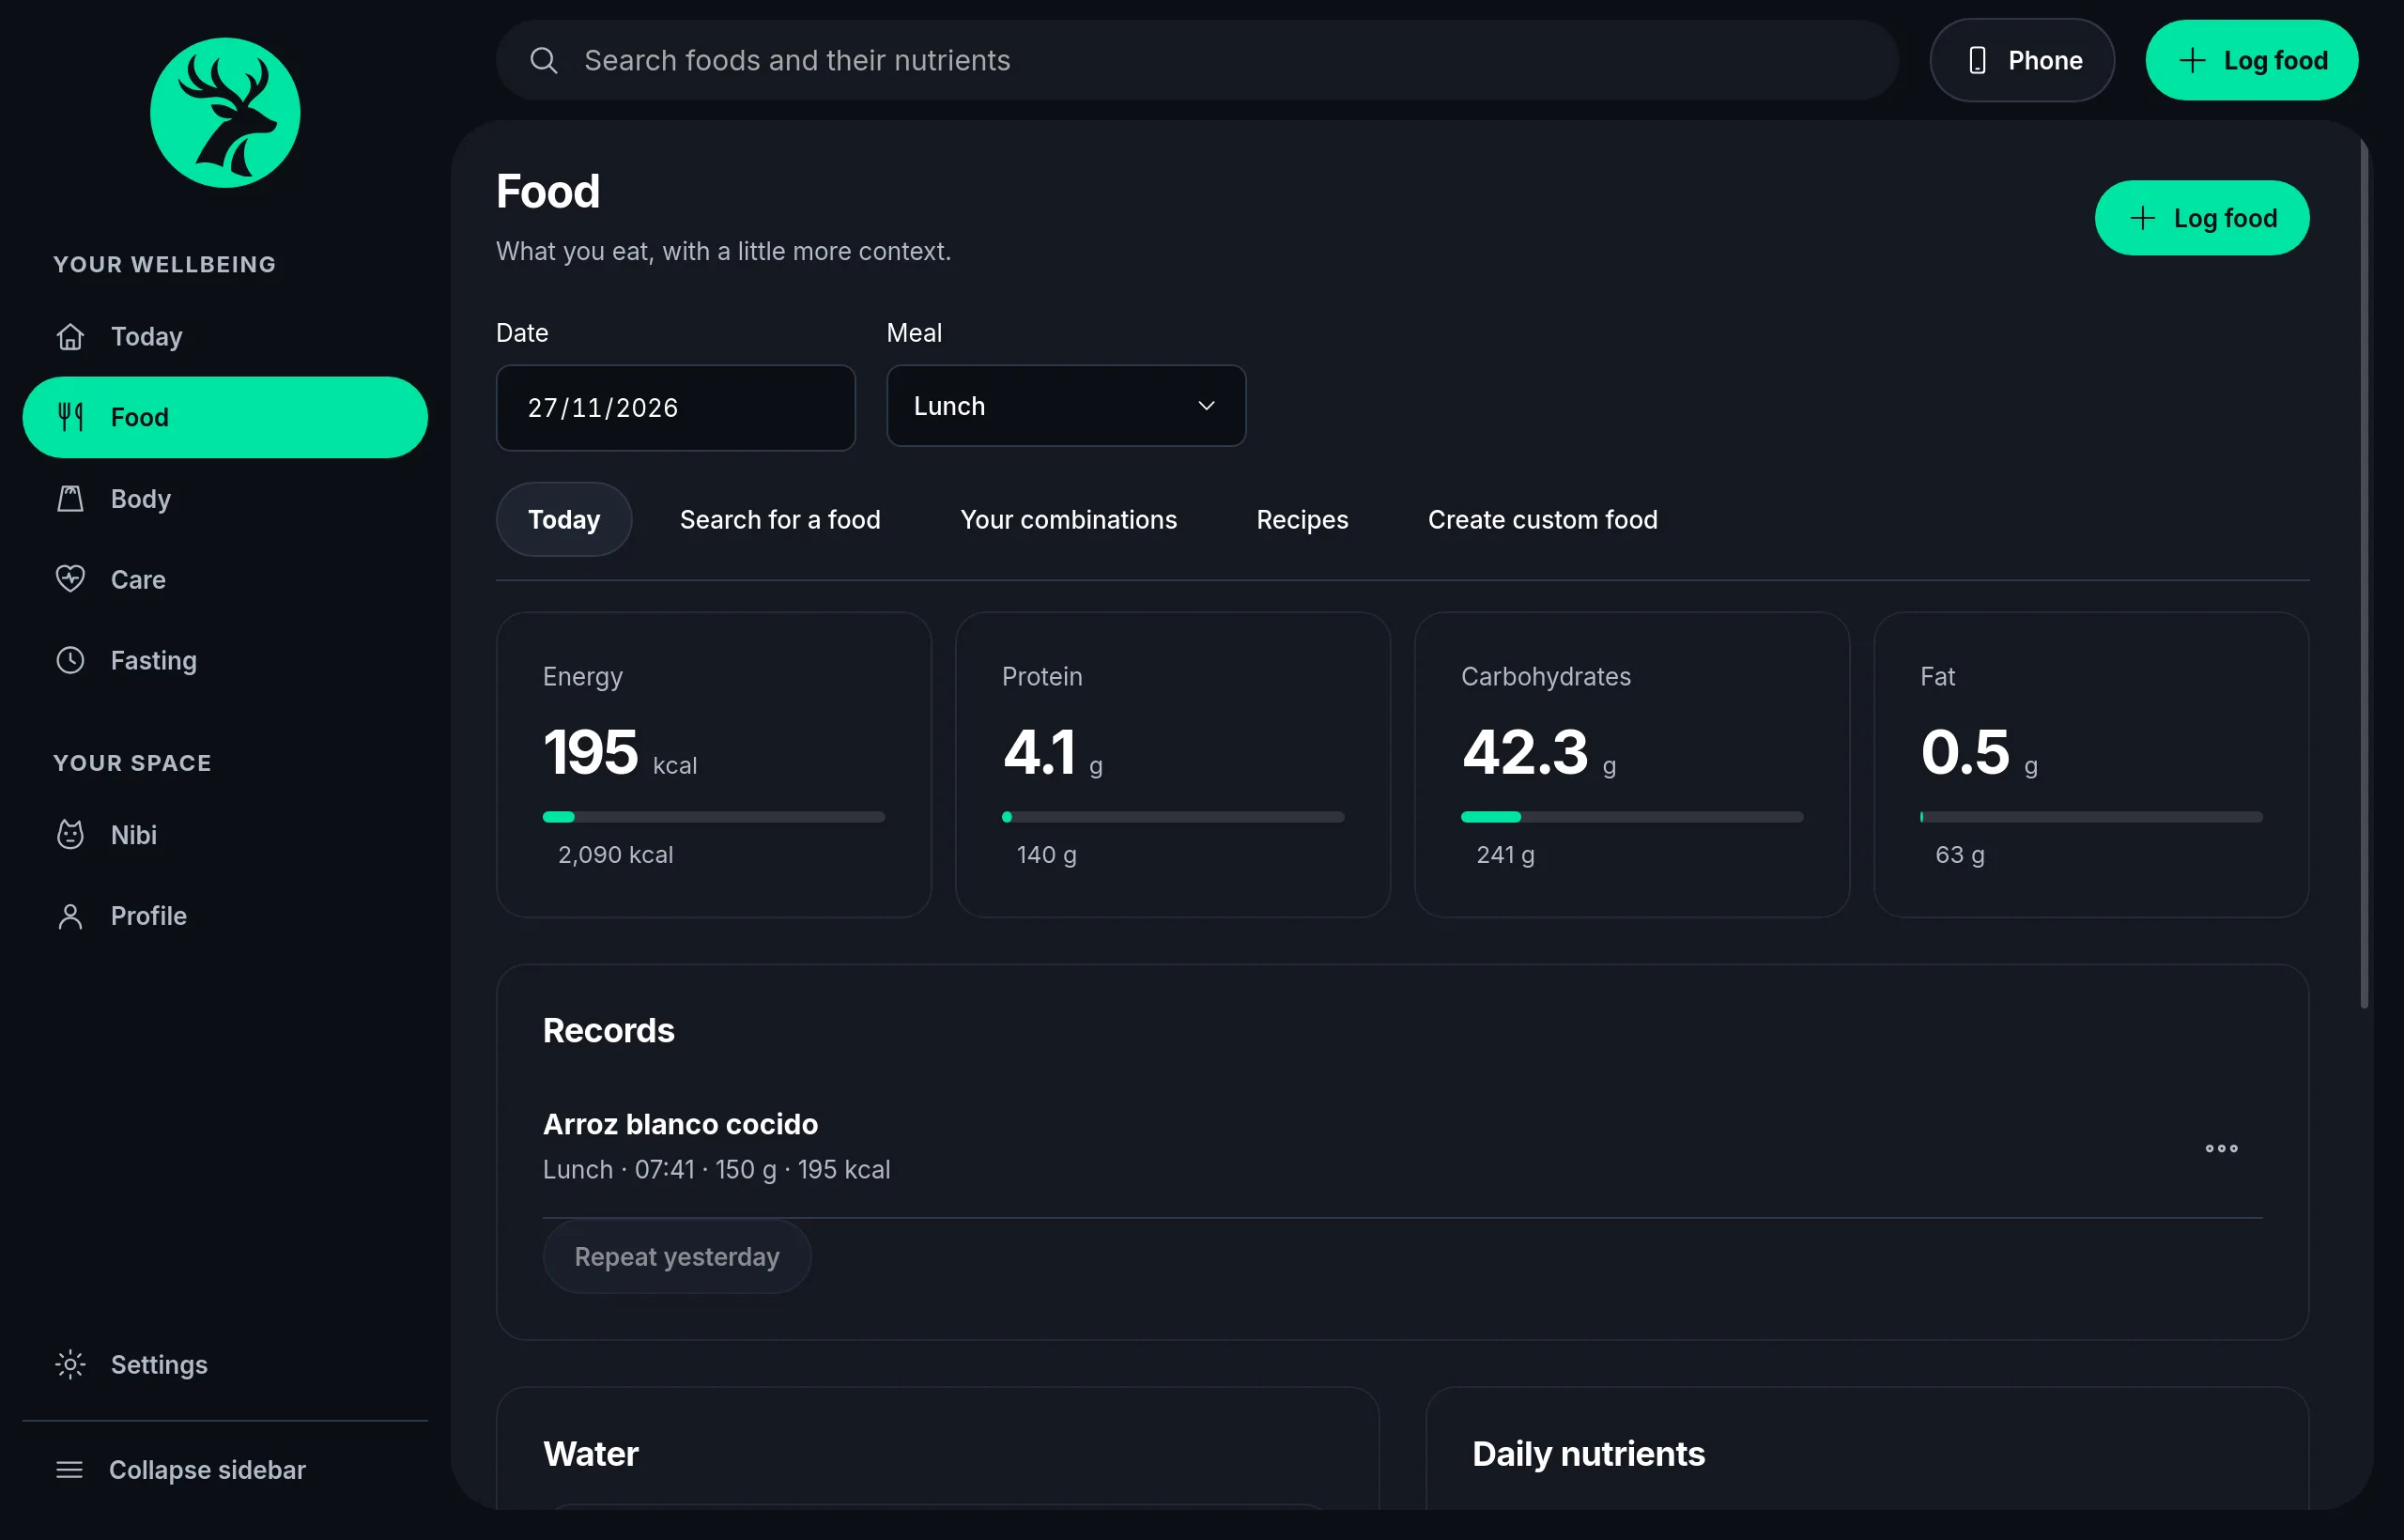 Search foods and their nutrients
Phone
Log food
YOUR WELLBEING
Today
Food
Body
Care
Fasting
YOUR SPACE
Nibi
Profile
Settings
Collapse sidebar
Food
What you eat, with a little more context.
Log food
Date
Meal
27/11/2026
Lunch
Today
Search for a food
Your combinations
Recipes
Create custom food
Energy
195 kcal
2,090 kcal
Protein
4.1 g
140 g
Carbohydrates
42.3 g
241 g
Fat
0.5 g
63 g
Records
Arroz blanco cocido
Lunch · 07:41 · 150 g · 195 kcal
Repeat yesterday
Water
Daily nutrients